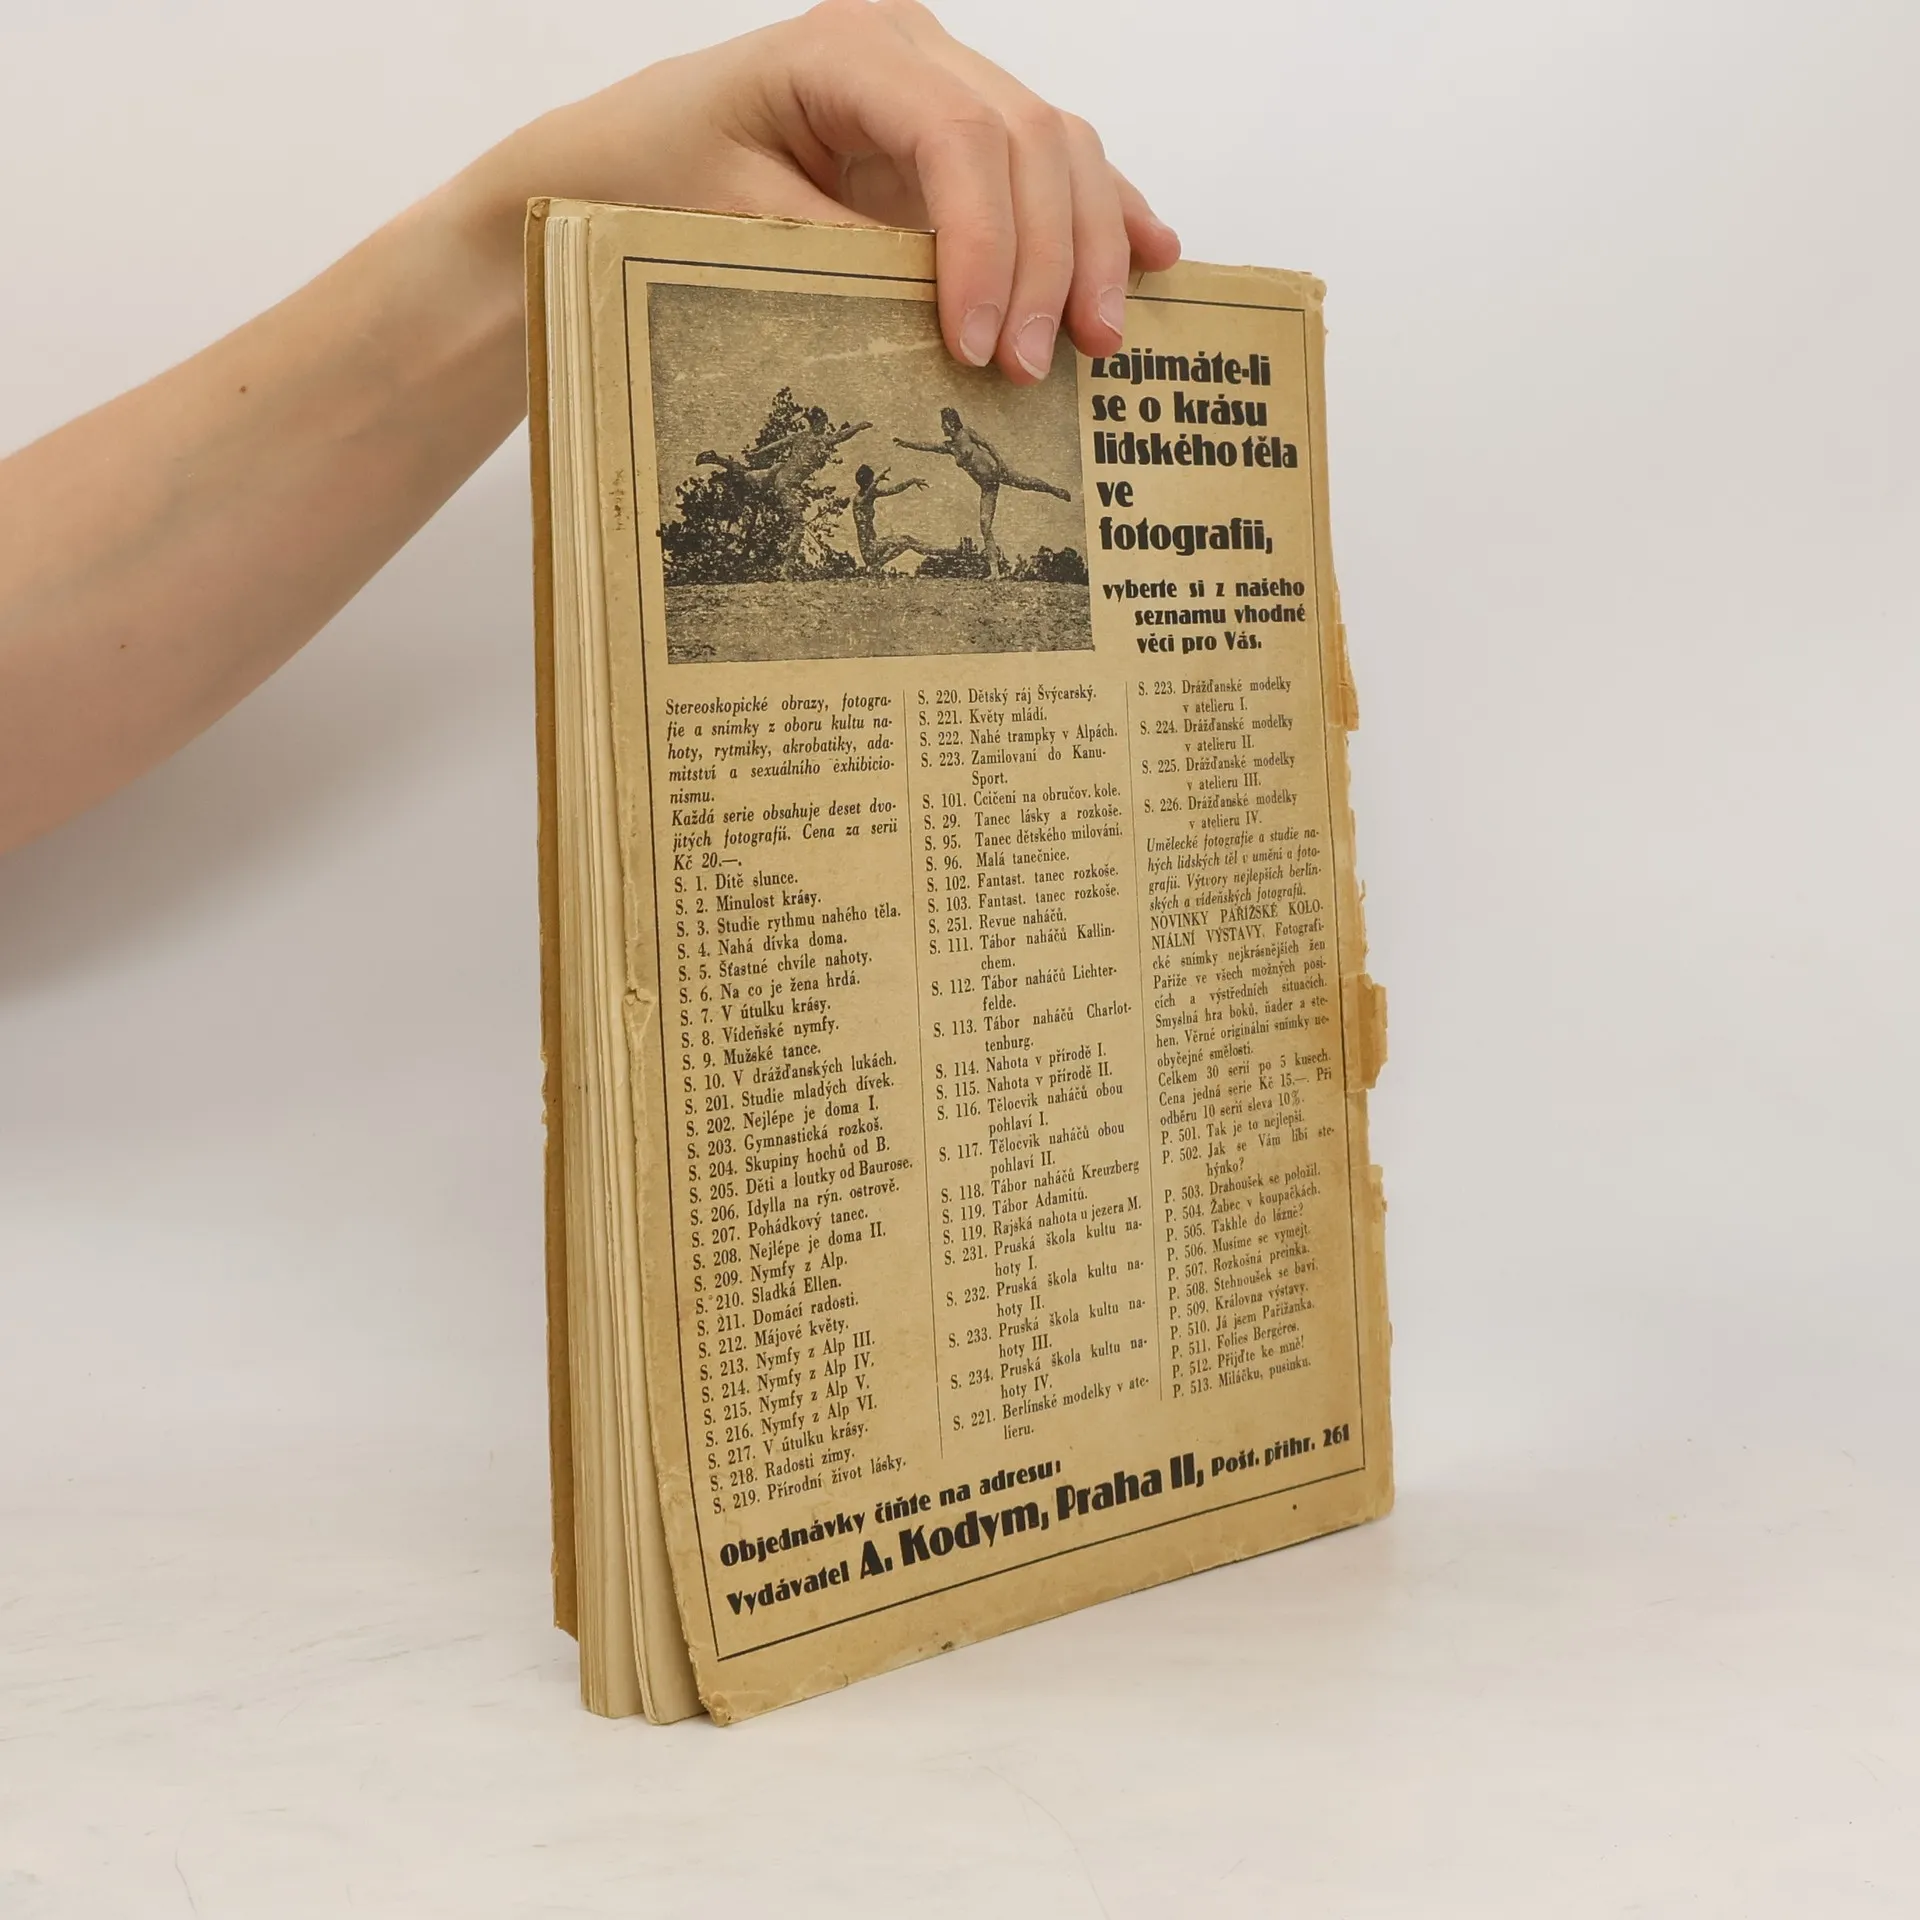 Zajímáte-li
se o krásu
lidského těla
ve
fotografii,
vyberte si z našeho
seznamu vhodné
věci pro Vás.
Stereoskopické obrazy, fotogra-
fie a snímky z oboru kultu na-
hoty, rytmiky, akrobatiky, ada-
mitství a sexuálního exhibicio-
nismu.
Každá serie obsahuje deset dvo-
jitých fotografií. Cena za serii
Kč 20.—.
S. 1. Dítě slunce.
S. 2. Minulost krásy.
S. 3. Studie rythmu nahého těla.
S. 4. Nahá dívka doma.
S. 5. Šťastné chvíle nahoty.
S. 6. Na co je žena hrdá.
S. 7. V útulku krásy.
S. 8. Vídeňské nymfy.
S. 9. Mužské tance.
S. 10. V drážďanských lukách.
S. 201. Studie mladých dívek.
S. 202. Nejlépe je doma I.
S. 203. Gymnastická rozkoš.
S. 204. Skupiny hochů od B.
S. 205. Děti a loutky od Baurose.
S. 206. Idylla na rýn. ostrově.
S. 207. Pohádkový tanec.
S. 208. Nejlépe je doma II.
S. 209. Nymfy z Alp.
S. 210. Sladká Ellen.
S. 211. Domácí radosti.
S. 212. Májové květy.
S. 213. Nymfy z Alp III.
S. 214. Nymfy z Alp IV.
S. 215. Nymfy z Alp V.
S. 216. Nymfy z Alp VI.
S. 217. V útulku krásy.
S. 218. Radosti zimy.
S. 219. Přírodní život lásky.
S. 220. Dětský ráj Švýcarský.
S. 221. Květy mládí.
S. 222. Nahé trampky v Alpách.
S. 223. Zamilovaní do Kanu-
Sport.
S. 101. Cvičení na obručov. kole.
S. 29. Tanec lásky a rozkoše.
S. 95. Tanec dětského milování.
S. 96. Malá tanečnice.
S. 102. Fantast. tanec rozkoše.
S. 103. Fantast. tanec rozkoše.
S. 251. Revue naháčů.
S. 111. Tábor naháčů Kallin-
chem.
S. 112. Tábor naháčů Lichter-
felde.
S. 113. Tábor naháčů Charlot-
tenburg.
S. 114. Nahota v přírodě I.
S. 115. Nahota v přírodě II.
S. 116. Tělocvik naháčů obou
pohlaví I.
S. 117. Tělocvik naháčů obou
pohlaví II.
S. 118. Tábor naháčů Kreuzberg
S. 119. Tábor Adamitů.
S. 119. Rajská nahota u jezera M.
S. 231. Pruská škola kultu na-
hoty I.
S. 232. Pruská škola kultu na-
hoty II.
S. 233. Pruská škola kultu na-
hoty III.
S. 234. Pruská škola kultu na-
hoty IV.
S. 221. Berlínské modelky v ate-
lieru.
S. 223. Drážďanské modelky
v atelieru I.
S. 224. Drážďanské modelky
v atelieru II.
S. 225. Drážďanské modelky
v atelieru III.
S. 226. Drážďanské modelky
v atelieru IV.
Umělecké fotografie a studie na-
hých lidských těl v umění a foto-
grafii. Výtvory nejlepších berlín-
ských a vídeňských fotografů.
NOVINKY PAŘÍŽSKÉ KOLO-
NIÁLNÍ VÝSTAVY. Fotografi-
cké snímky nejkrásnějších žen
Paříže ve všech možných posi-
cích a výstředních situacích.
Smyslná hra boků, ňader a ste-
hen. Věrné originální snímky ne-
obyčejné smělosti.
Celkem 30 serií po 5 kusech.
Cena jedná serie Kč 15.—. Při
odběru 10 serií sleva 10%.
P. 501. Tak je to nejlepší.
P. 502. Jak se Vám líbí ste-
hýnko?
P. 503. Drahoušek se položil.
P. 504. Žabec v koupačkách.
P. 505. Takhle do lázně?
P. 506. Musíme se vymejt.
P. 507. Rozkošná prcinka.
P. 508. Stehnoušek se baví.
P. 509. Královna výstavy.
P. 510. Já jsem Pařížanka.
P. 511. Folies Bergéres.
P. 512. Přijďte ke mně!
P. 513. Miláčku, pusinku.
Objednávky čiňte na adresu:
Vydávatel A. Kodym, Praha II, Pošt. přihr. 261